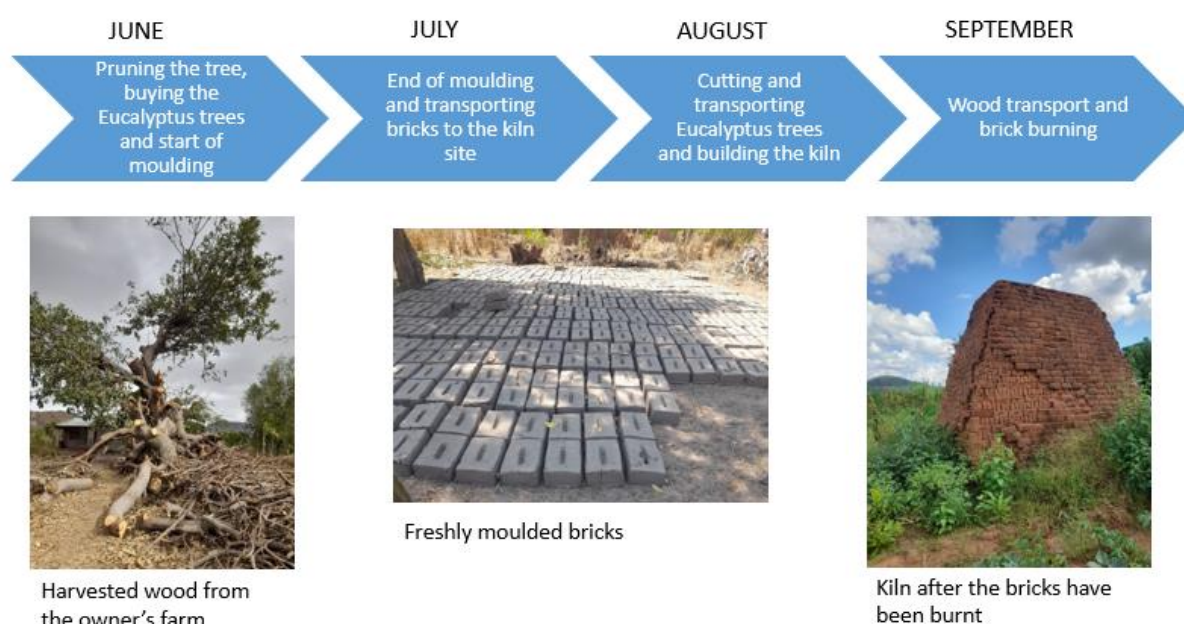 JUNE
JULY
AUGUST
SEPTEMBER
Pruning the tree,
buying the
Eucalyptus trees
and start of
moulding
End of moulding
and transporting
bricks to the kiln
site
Cutting and
transporting
Eucalyptus trees
and building the kiln
Wood transport and
brick burning
Harvested wood from
the owner's farm
Freshly moulded bricks
Kiln after the bricks have
been burnt